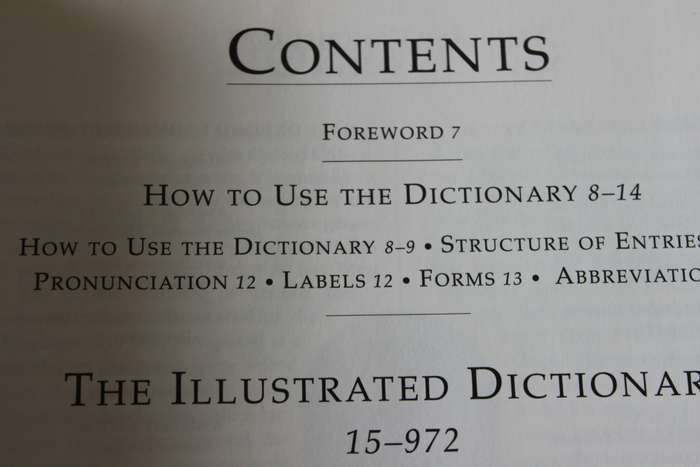 CONTENTS
FOREWORD 7
HOW TO USE THE DICTIONARY 8–14
HOW TO USE THE DICTIONARY 8–9 • STRUCTURE OF ENTRIES
PRONUNCIATION 12 • LABELS 12 • FORMS 13 • ABBREVIATIO
THE ILLUSTRATED DICTIONAR
15–972